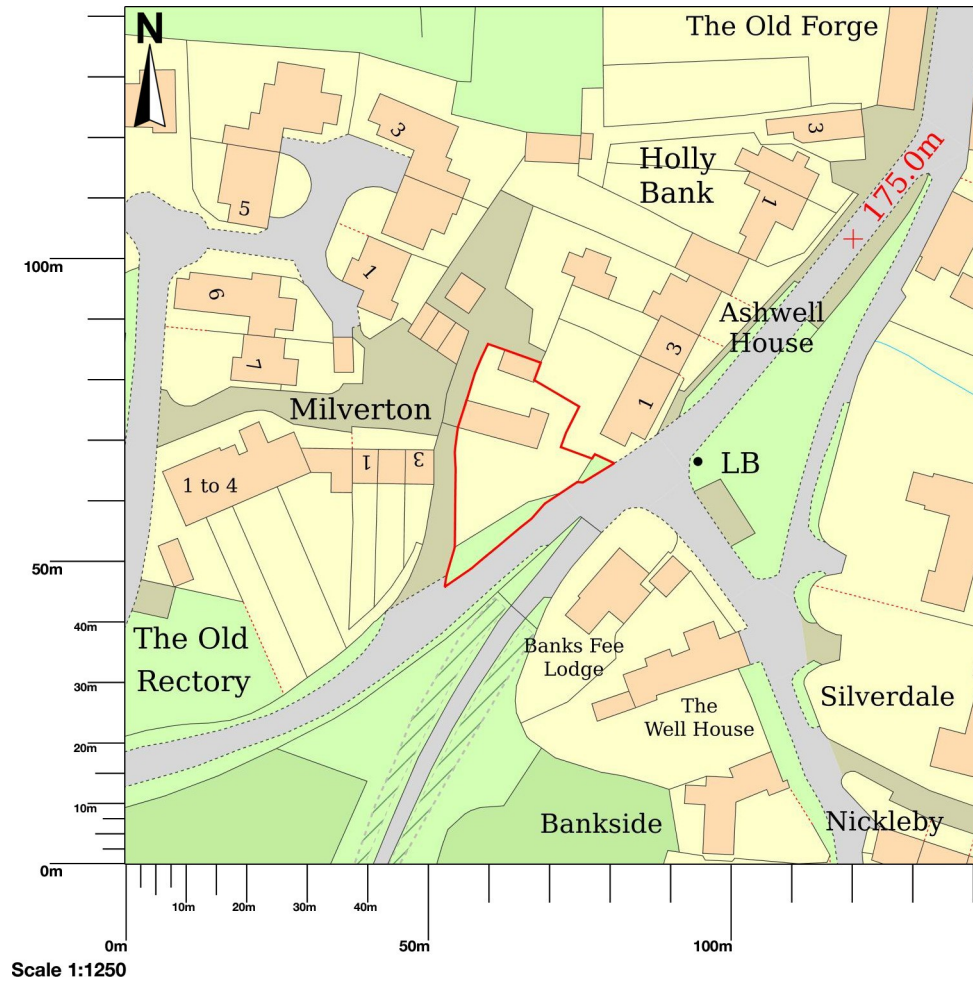 N
The Old Forge
3
3
Holly
Bank
1
175.0m
5
100m
1
6
Ashwell
House
3
7
1
Milverton
1
3
LB
1 to 4
50m
40m
The Old
Rectory
Banks Fee
Lodge
30m
Silverdale
The
Well House
20m
10m
Bankside
Nickleby
0m
10m
20m
30m
40m
0m
50m
100m
Scale 1:1250